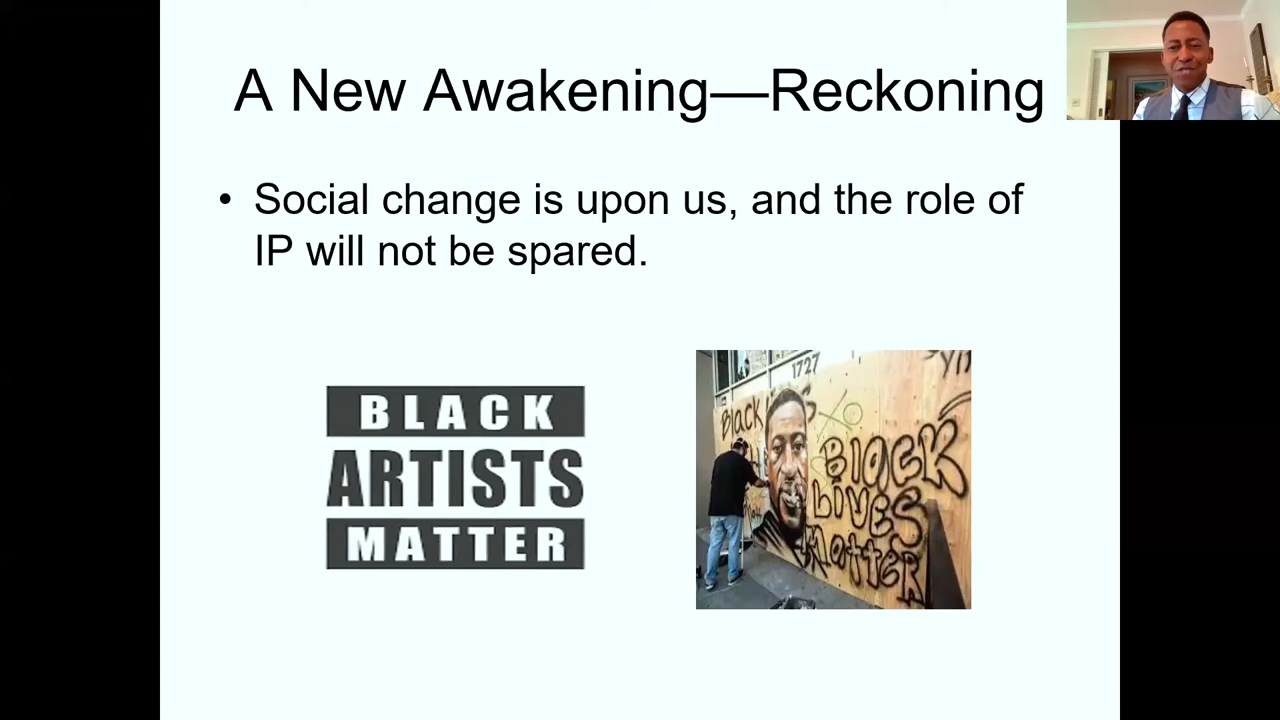 A New Awakening—Reckoning
• Social change is upon us, and the role of
IP will not be spared.
BLACK
ARTISTS
MATTER
1727
Black
BLACK
LIVES
MattER